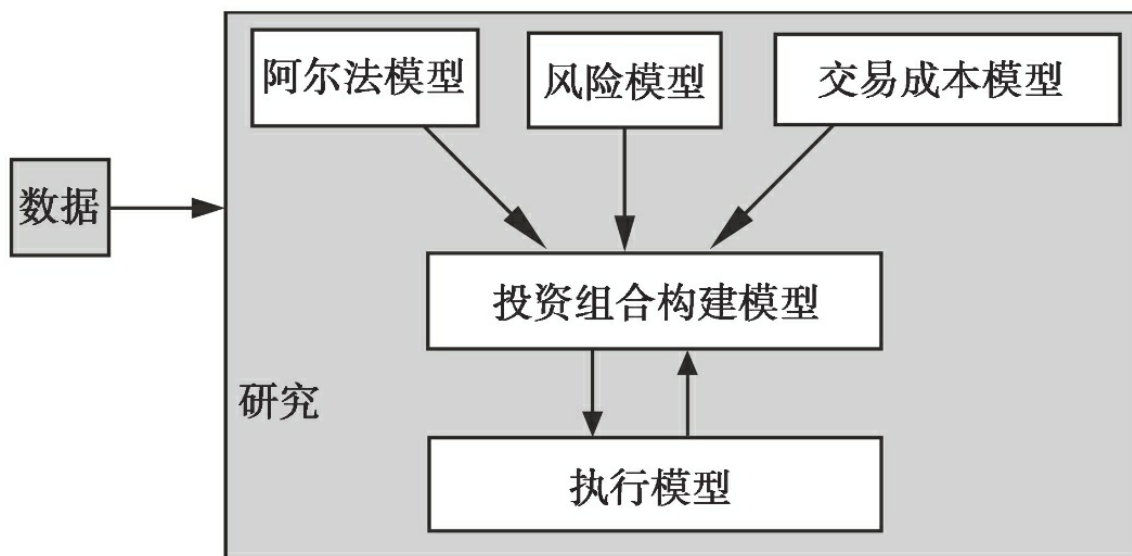 阿尔法模型
风险模型
交易成本模型
数据
投资组合构建模型
研究
执行模型